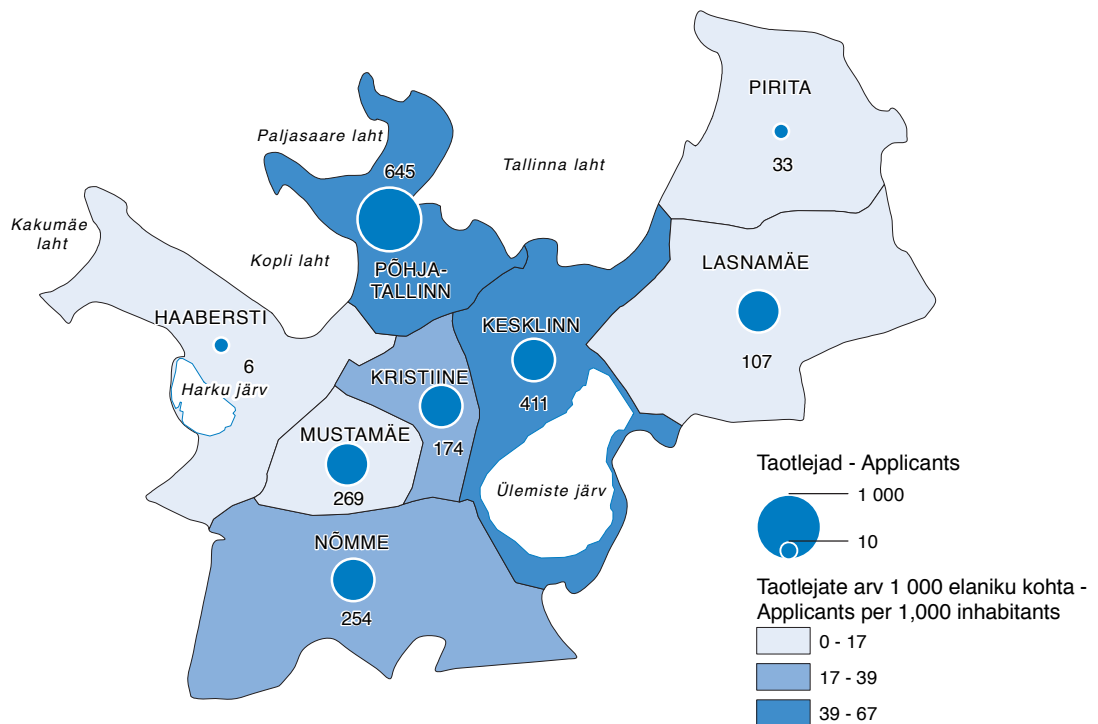 PIRITA
33
Paljasaare laht
645
Tallinna laht
Kakumäe
laht
Kopli laht
PÕHJA-
TALLINN
LASNAMÄE
107
HAABERSTI
6
Harku järv
KESKLINN
411
KRISTIINE
174
MUSTAMÄE
269
Ülemiste järv
NÕMME
254
Taotlejad - Applicants
1 000
10
Taotlejate arv 1 000 elaniku kohta -
Applicants per 1,000 inhabitants
0 - 17
17 - 39
39 - 67